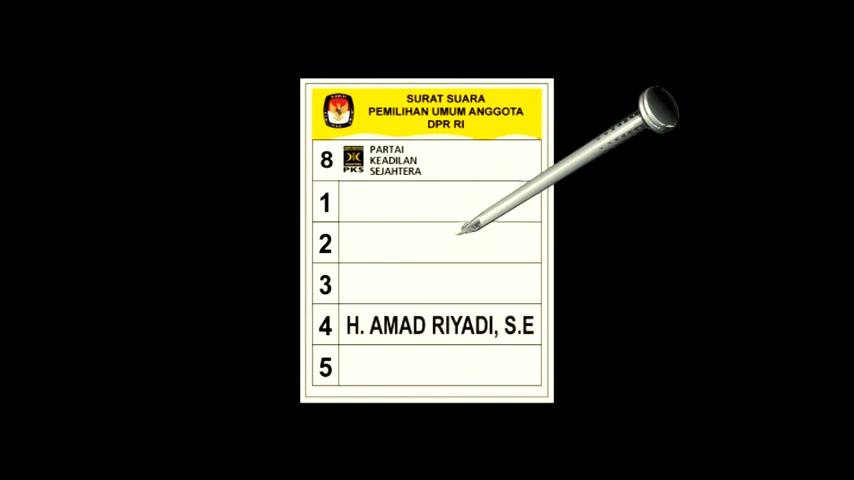 SURAT SUARA
PEMILIHAN UMUM ANGGOTA
DPR RI
8 PKS PARTAI
KEADILAN
SEJAHTERA
1
2
3
4 H. AMAD RIYADI, S.E
5